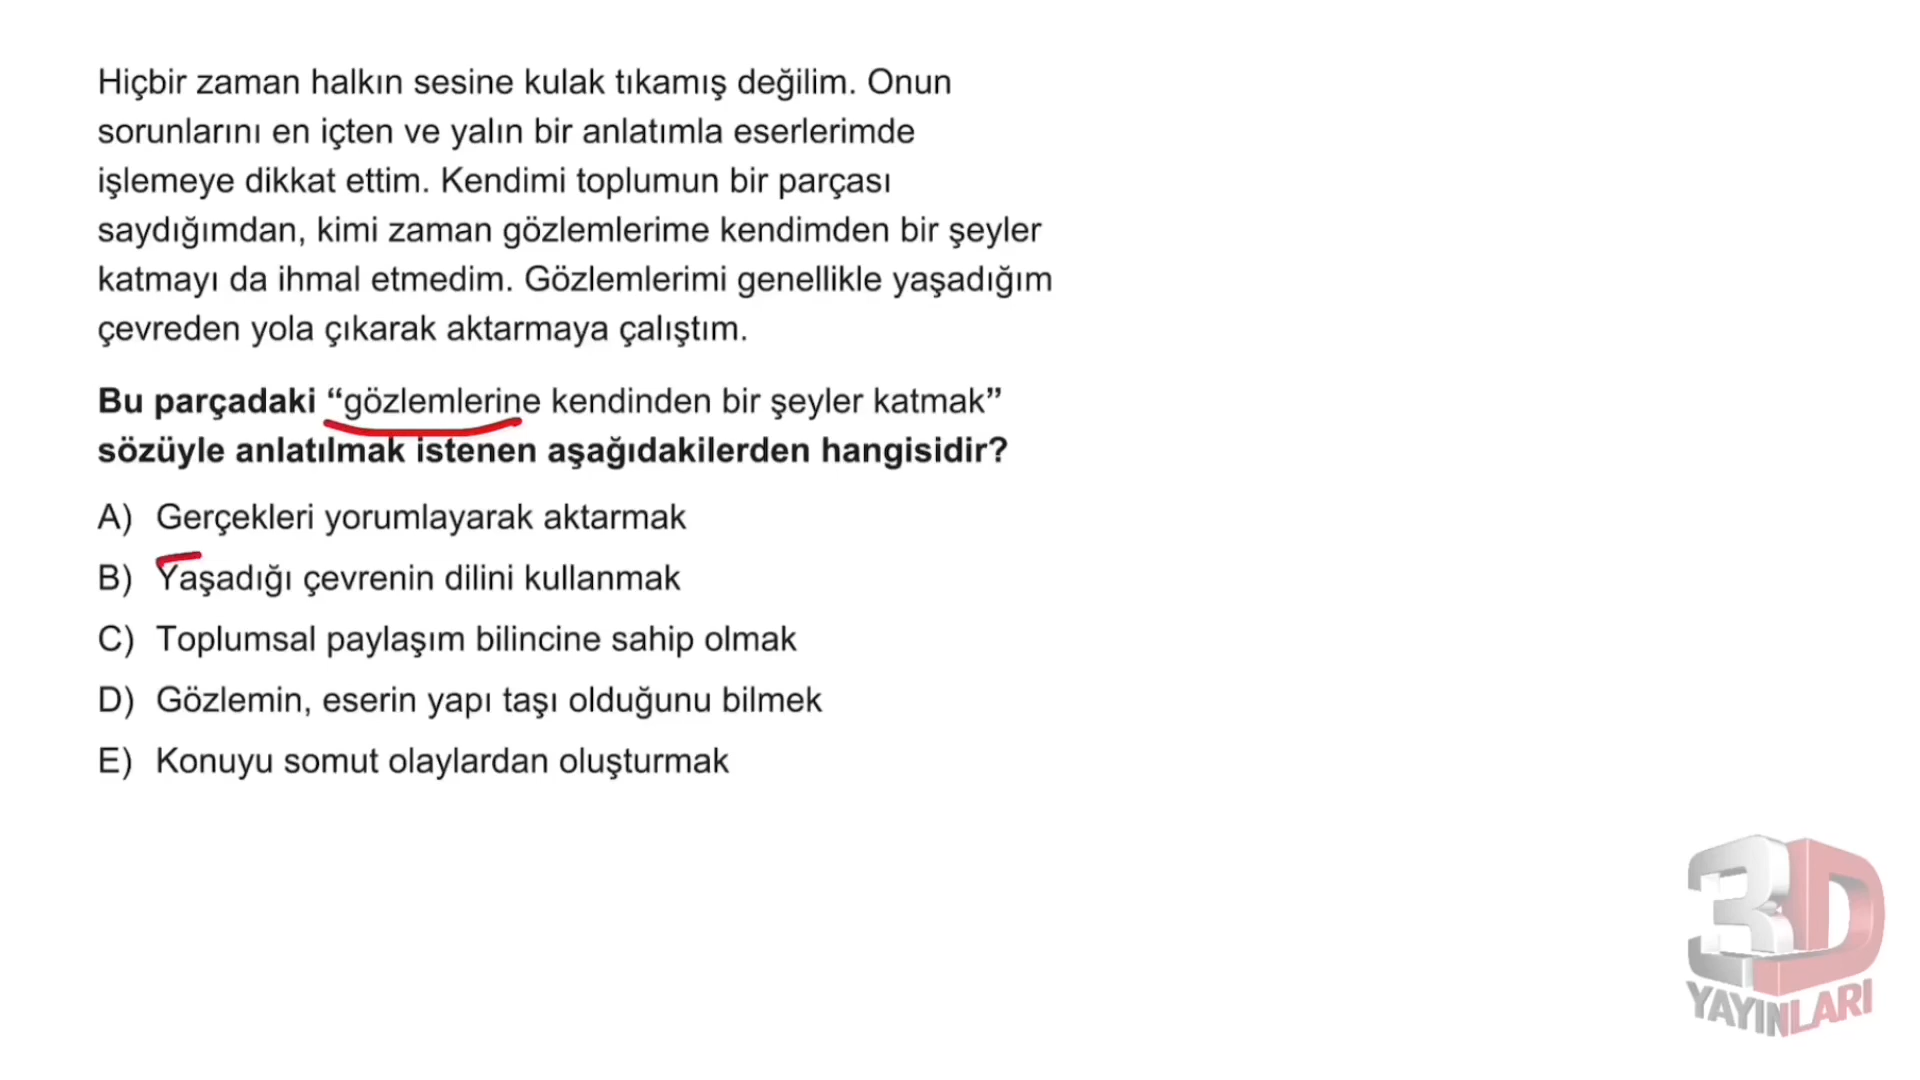 Hiçbir zaman halkın sesine kulak tıkamış değilim. Onun
sorunlarını en içten ve yalın bir anlatımla eserlerimde
işlemeye dikkat ettim. Kendimi toplumun bir parçası
saydığımdan, kimi zaman gözlemlerime kendimden bir şeyler
katmayı da ihmal etmedim. Gözlemlerimi genellikle yaşadığım
çevreden yola çıkarak aktarmaya çalıştım.
Bu parçadaki “gözlemlerine kendinden bir şeyler katmak”
sözüyle anlatılmak istenen aşağıdakilerden hangisidir?
A) Gerçekleri yorumlayarak aktarmak
B) Yaşadığı çevrenin dilini kullanmak
C) Toplumsal paylaşım bilincine sahip olmak
D) Gözlemin, eserin yapı taşı olduğunu bilmek
E) Konuyu somut olaylardan oluşturmak
3D
YAYINLARI